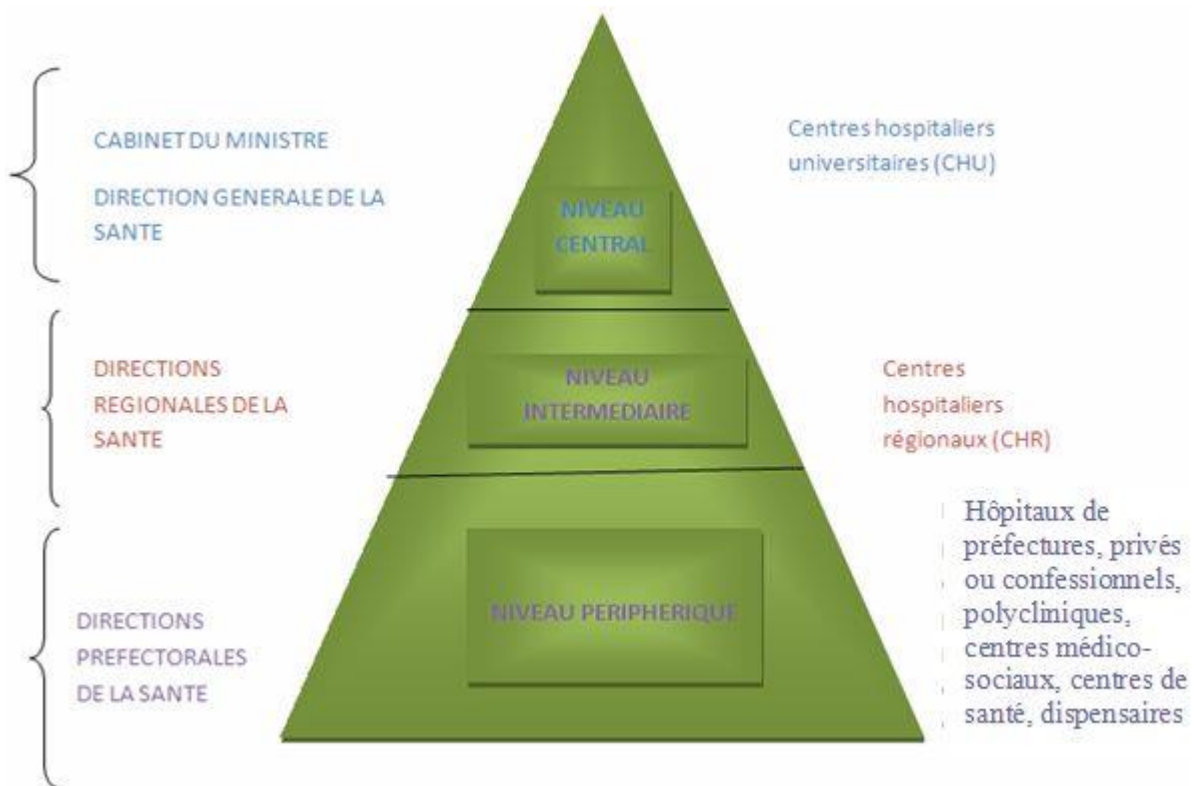 CABINET DU MINISTRE
DIRECTION GENERALE DE LA
SANTE
NIVEAU
CENTRAL
Centres hospitaliers
universitaires (CHU)
DIRECTIONS
REGIONALES DE LA
SANTE
NIVEAU
INTERMEDIAIRE
Centres
hospitaliers
régionaux (CHR)
DIRECTIONS
PREFECTORALES
DE LA SANTE
NIVEAU PERIPHERIQUE
Hôpitaux de
préfectures, privés
ou confessionnels,
polycliniques,
centres médico-
sociaux, centres de
santé, dispensaires